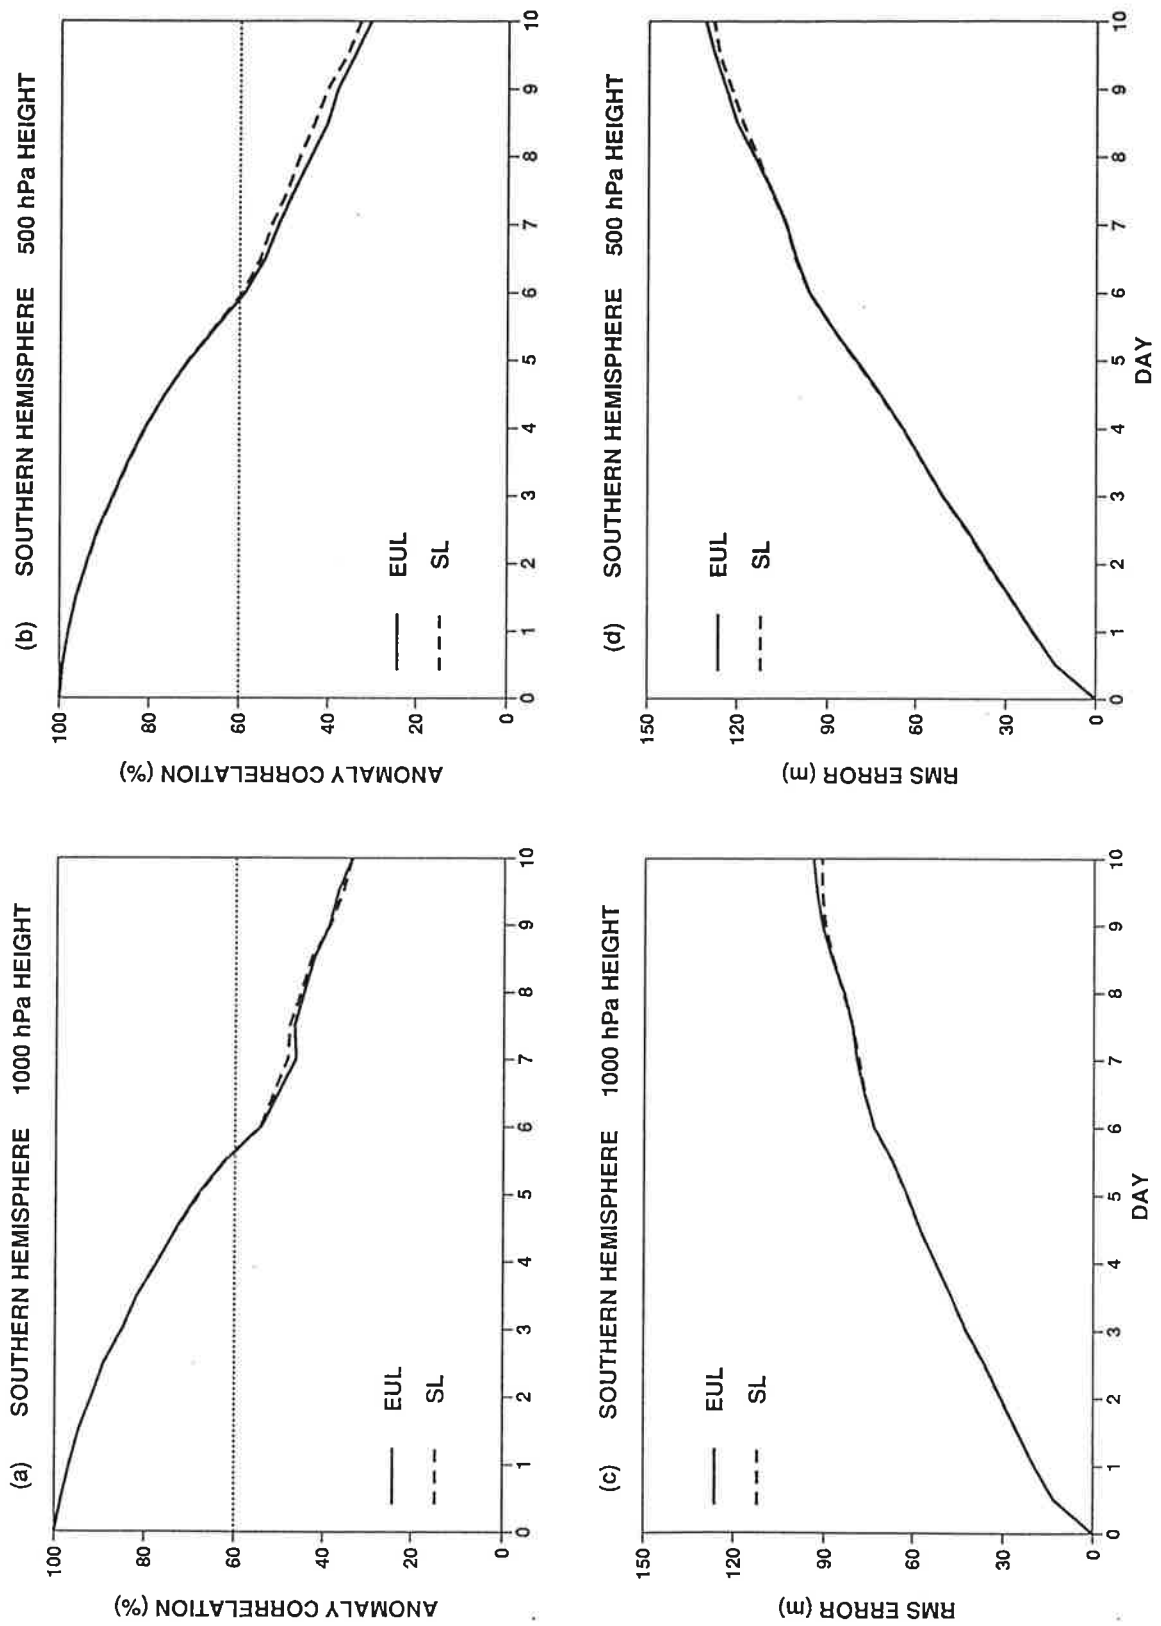 (a) SOUTHERN HEMISPHERE 1000 hPa HEIGHT
ANOMALY CORRELATION (%)
100
80
60
40
20
0
EUL
SL
0 1 2 3 4 5 6 7 8 9 10
(b) SOUTHERN HEMISPHERE 500 hPa HEIGHT
ANOMALY CORRELATION (%)
100
80
60
40
20
0
EUL
SL
0 1 2 3 4 5 6 7 8 9 10
(c) SOUTHERN HEMISPHERE 1000 hPa HEIGHT
RMS ERROR (m)
150
120
90
60
30
0
EUL
SL
0 1 2 3 4 5 6 7 8 9 10
DAY
(d) SOUTHERN HEMISPHERE 500 hPa HEIGHT
RMS ERROR (m)
150
120
90
60
30
0
EUL
SL
0 1 2 3 4 5 6 7 8 9 10
DAY